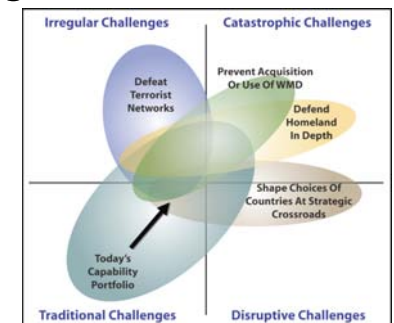 Irregular Challenges
Catastrophic Challenges
Defeat
Terrorist
Networks
Prevent Acquisition
Or Use Of WMD
Defend
Homeland
In Depth
Shape Choices Of
Countries At Strategic
Crossroads
Today's
Capability
Portfolio
Traditional Challenges
Disruptive Challenges